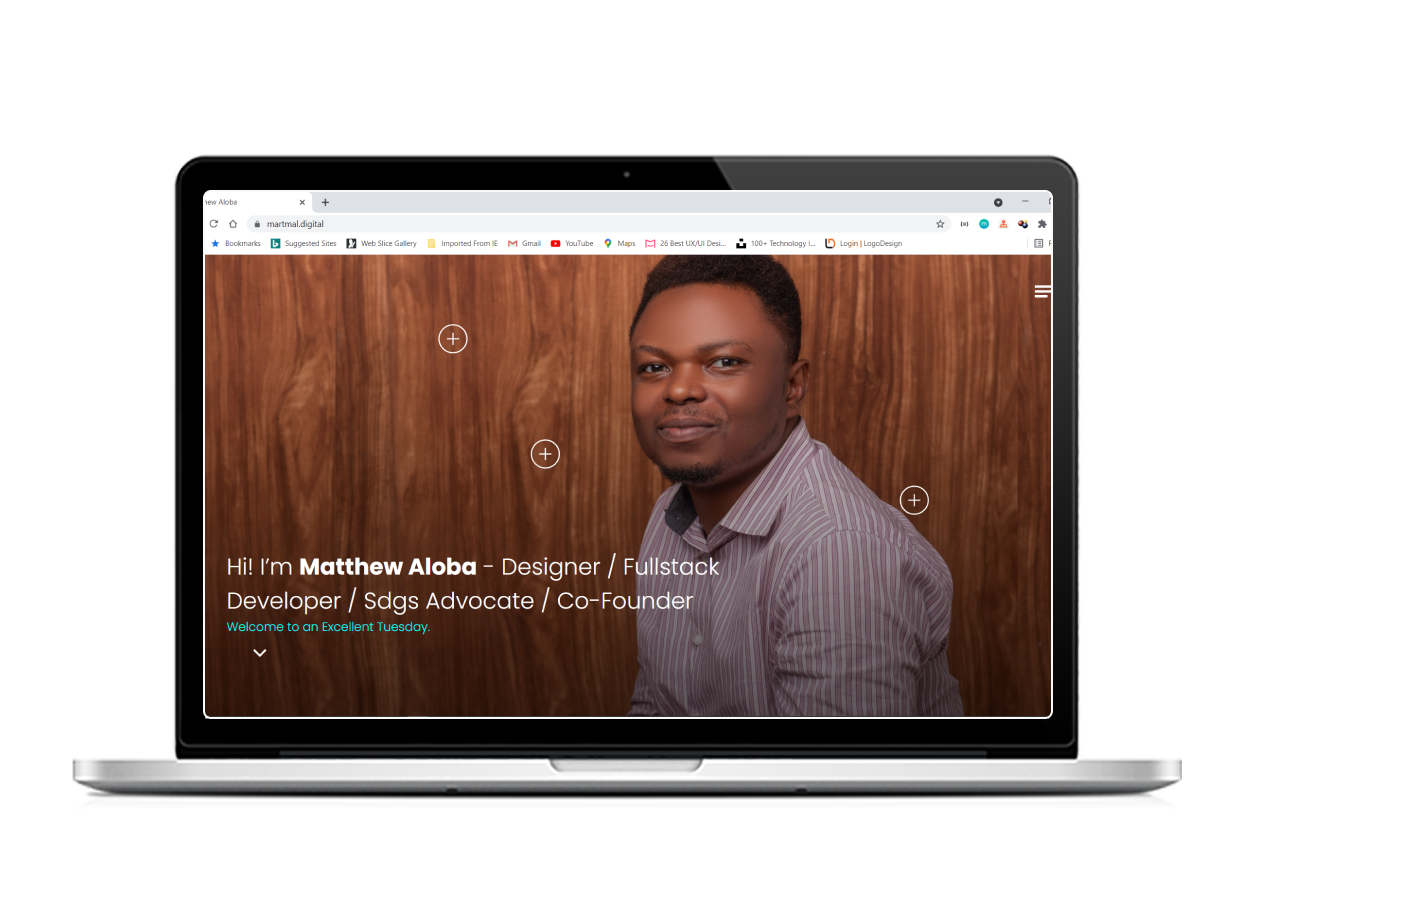 new Aloba
martmal.digital
Bookmarks Suggested Sites Web Slice Gallery Imported From IE Gmail YouTube Maps 26 Best UX/UI Desi... 100+ Technology I... Login | LogoDesign
Hi! I'm Matthew Aloba - Designer / Fullstack
Developer / Sdgs Advocate / Co-Founder
Welcome to an Excellent Tuesday.